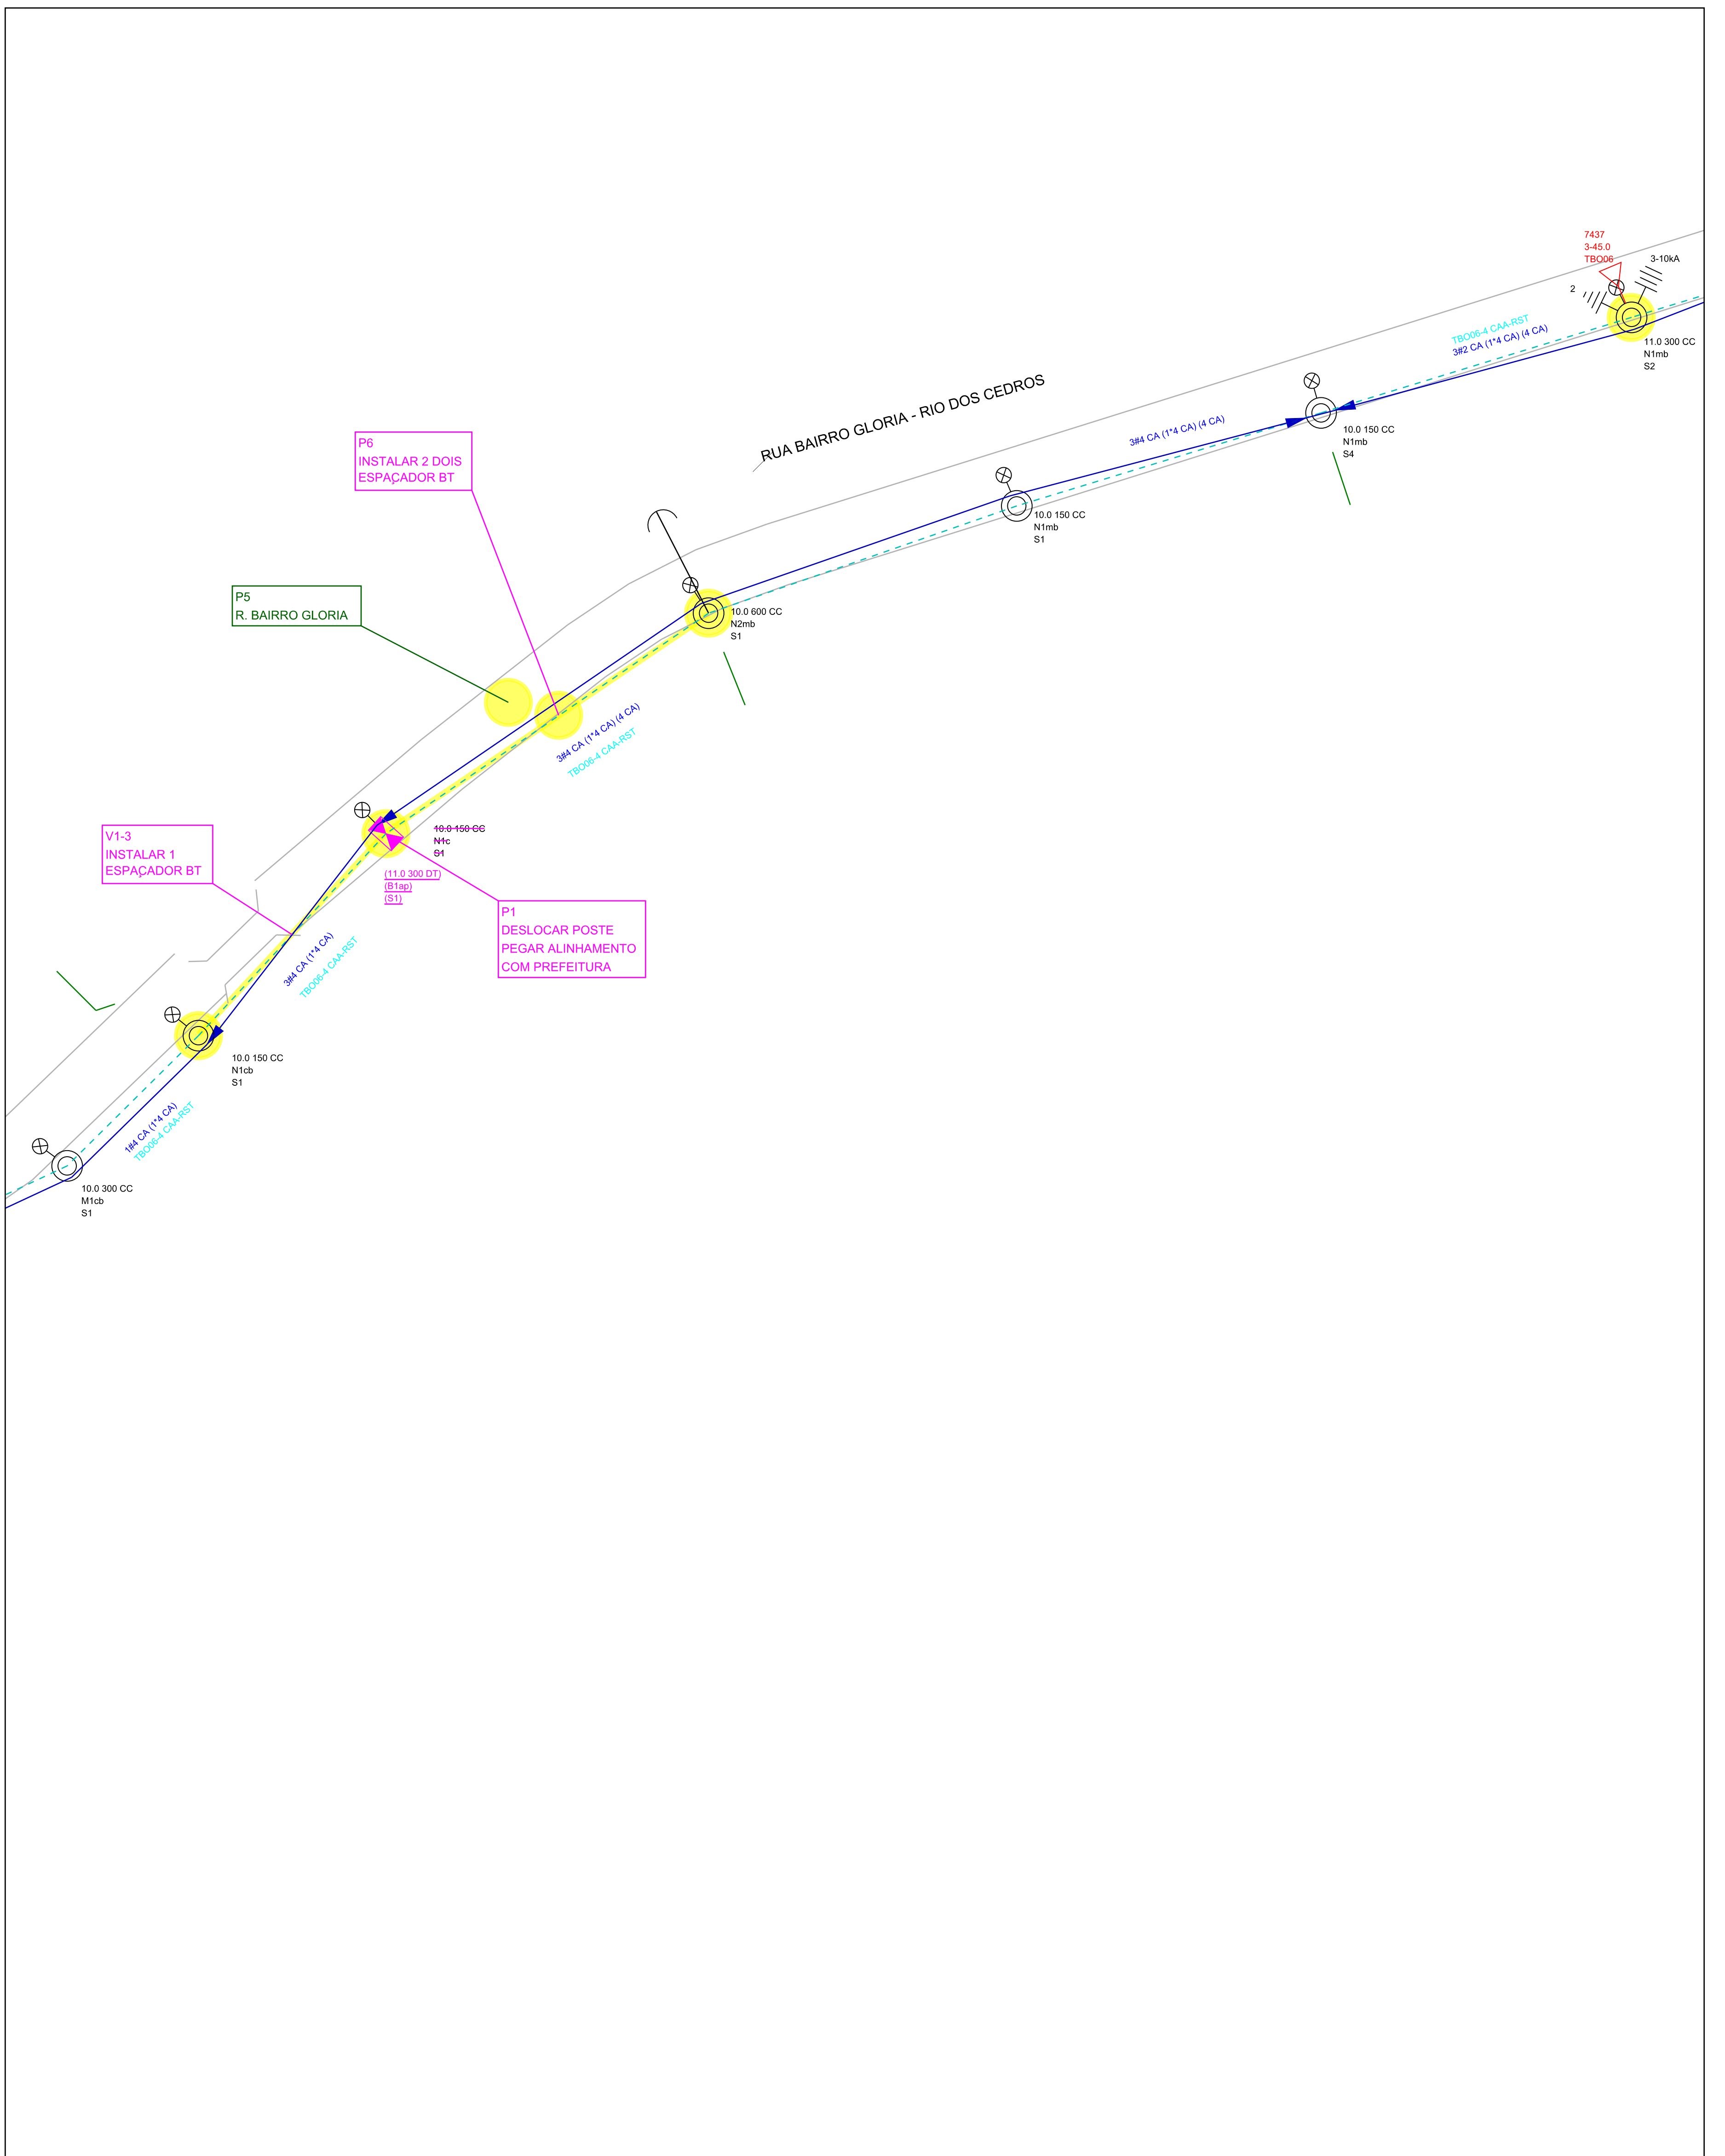 7437
3-45.0
TBO06
3-10kA
2
11.0 300 CC
N1mb
S2
TBO06-4 CAA-RST
3#2 CA (1*4 CA) (4 CA)
10.0 150 CC
N1mb
S4
3#4 CA (1*4 CA) (4 CA)
RUA BAIRRO GLORIA - RIO DOS CEDROS
10.0 150 CC
N1mb
S1
P6
INSTALAR 2 DOIS
ESPAÇADOR BT
P5
R. BAIRRO GLORIA
10.0 600 CC
N2mb
S1
3#4 CA (1*4 CA) (4 CA)
TBO06-4 CAA-RST
10.0 150 CC
N1c
S1
(11.0 300 DT)
(B1ap)
(S1)
V1-3
INSTALAR 1
ESPAÇADOR BT
P1
DESLOCAR POSTE
PEGAR ALINHAMENTO
COM PREFEITURA
3#4 CA (1*4 CA)
TBO06-4 CAA-RST
10.0 150 CC
N1cb
S1
1#4 CA (1*4 CA)
TBO06-4 CAA-RST
10.0 300 CC
M1cb
S1